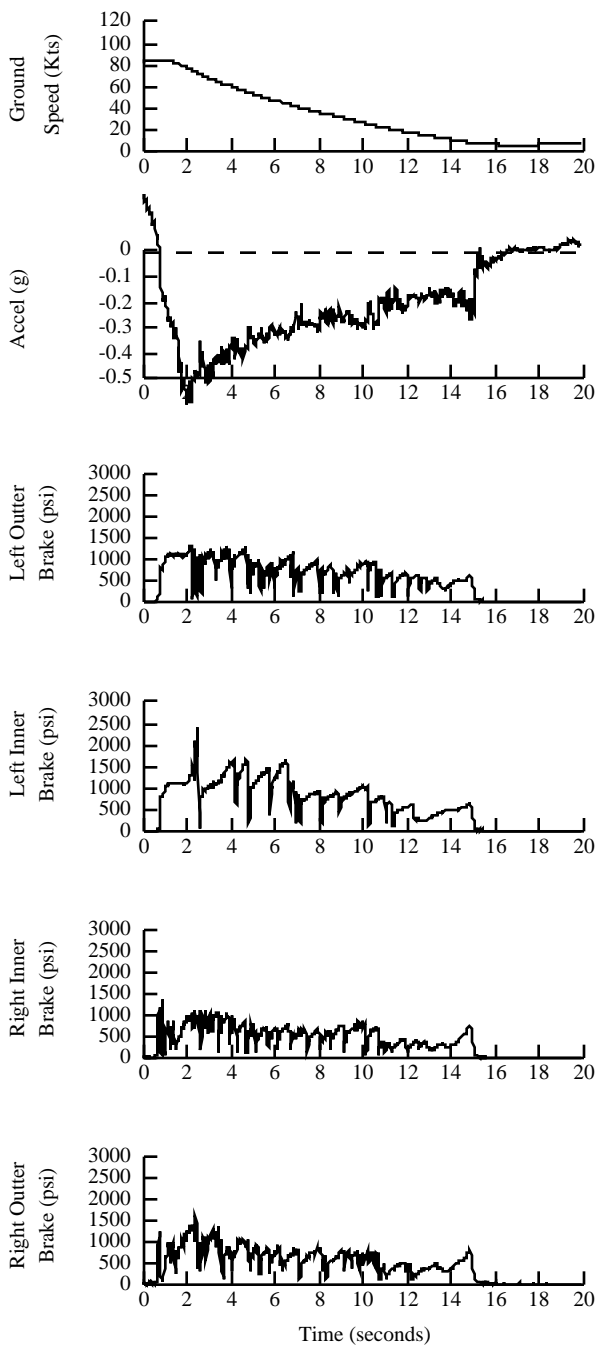 Ground
Speed (Kts)
120
100
80
60
40
20
0
0 2 4 6 8 10 12 14 16 18 20
Accel (g)
0
-0.1
-0.2
-0.3
-0.4
-0.5
0 2 4 6 8 10 12 14 16 18 20
Left Outter
Brake (psi)
3000
2500
2000
1500
1000
500
0
0 2 4 6 8 10 12 14 16 18 20
Left Inner
Brake (psi)
3000
2500
2000
1500
1000
500
0
0 2 4 6 8 10 12 14 16 18 20
Right Inner
Brake (psi)
3000
2500
2000
1500
1000
500
0
0 2 4 6 8 10 12 14 16 18 20
Right Outter
Brake (psi)
3000
2500
2000
1500
1000
500
0
0 2 4 6 8 10 12 14 16 18 20
Time (seconds)